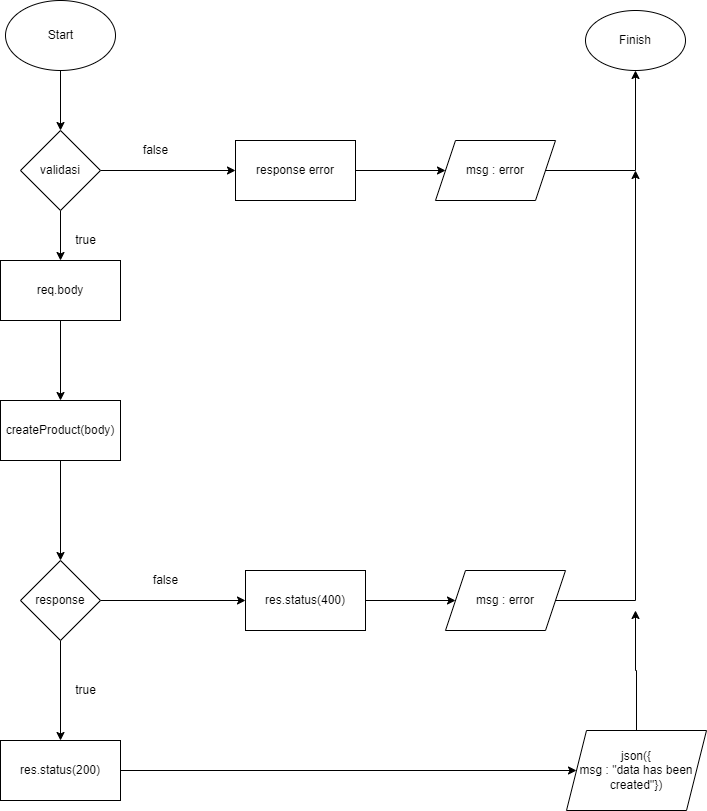 Start
Finish
validasi
false
response error
msg : error
true
req.body
createProduct(body)
response
false
res.status(400)
msg : error
true
res.status(200)
json({
msg : "data has been
created"})